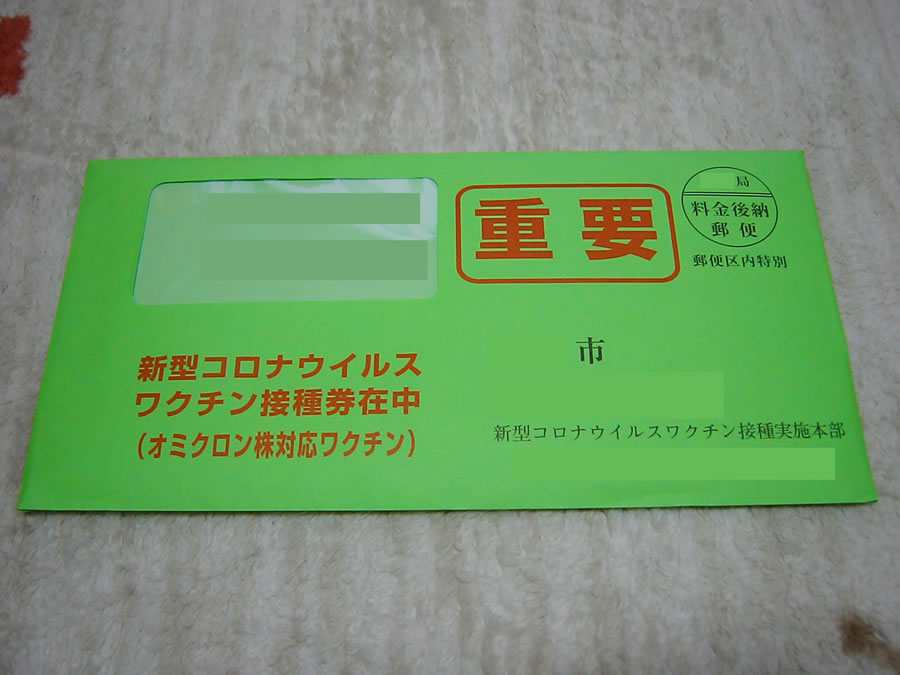 重要
局
料金後納
郵便
郵便区内特別
新型コロナウイルス
ワクチン接種券在中
(オミクロン株対応ワクチン)
市
新型コロナウイルスワクチン接種実施本部